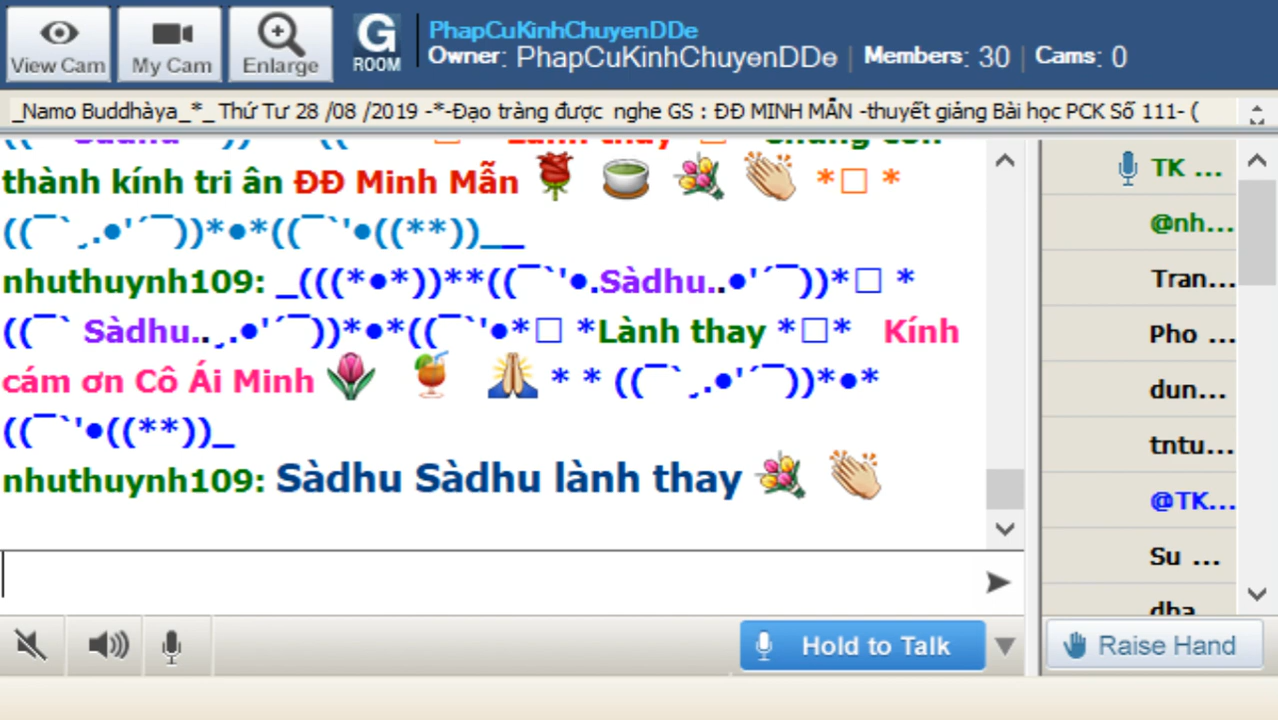 View Cam
My Cam
Enlarge
G ROOM
PhapCuKinhChuyenDDe
Owner: PhapCuKinhChuyenDDe | Members: 30 | Cams: 0
_Namo Buddhàya_*_ Thứ Tư 28 /08 /2019 -*-Đạo tràng được nghe GS : ĐĐ MINH MẪN -thuyết giảng Bài học PCK Số 111- (
thành kính tri ân ĐĐ Minh Mẫn *□ *
((¯`¸.●'´¯))*●*((¯`'●((**))__
nhuthuynh109: _(((*●*))**((¯`'●.Sàdhu..●'´¯))*□ *
((¯` Sàdhu..¸.●'´¯))*●*((¯`'●*□ *Lành thay *□* Kính
cám ơn Cô Ái Minh * * ((¯`¸.●'´¯))*●*
((¯`'●((**))_
nhuthuynh109: Sàdhu Sàdhu lành thay
TK ...
@nh...
Tran...
Pho ...
dun...
tntu...
@TK...
Su ...
dha
Hold to Talk
Raise Hand